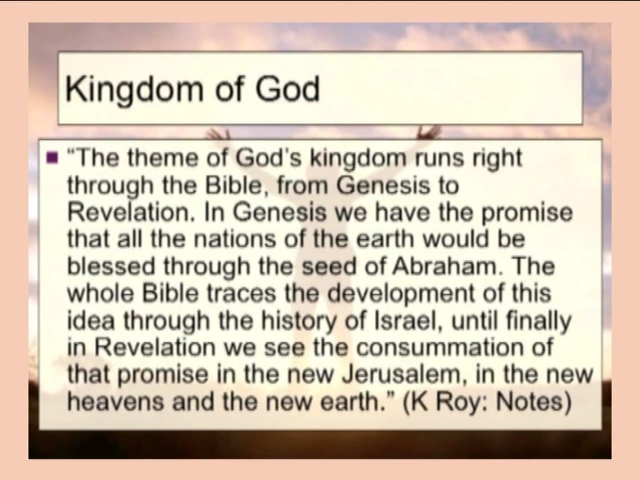 Kingdom of God
"The theme of God's kingdom runs right
through the Bible, from Genesis to
Revelation. In Genesis we have the promise
that all the nations of the earth would be
blessed through the seed of Abraham. The
whole Bible traces the development of this
idea through the history of Israel, until finally
in Revelation we see the consummation of
that promise in the new Jerusalem, in the new
heavens and the new earth." (K Roy: Notes)